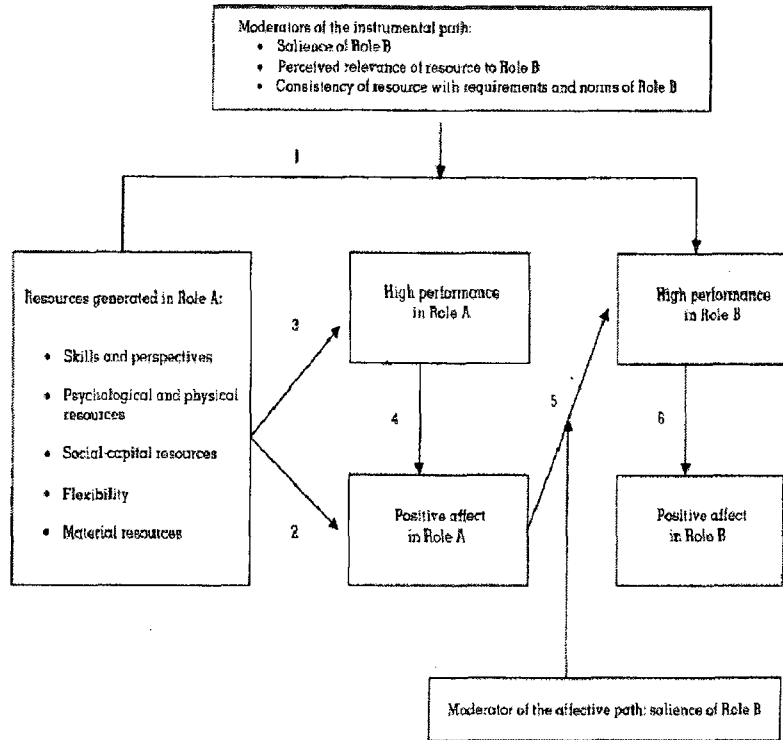 Moderators of the instrumental path:
• Salience of Role B
• Perceived relevance of resource to Role B
• Consistency of resource with requirements and norms of Role B
1
Resources generated in Role A:
• Skills and perspectives
• Psychological and physical
resources
• Social-capital resources
• Flexibility
• Material resources
3
2
High performance
in Role A
4
Positive affect
in Role A
5
High performance
in Role B
6
Positive affect
in Role B
Moderator of the affective path: salience of Role B